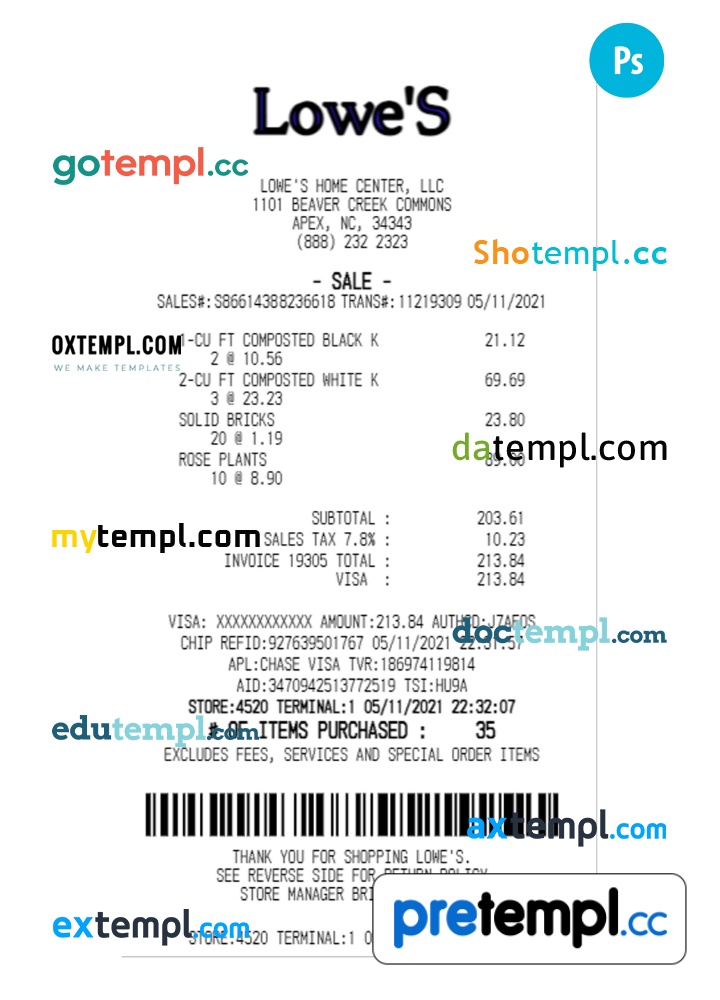 Ps
Lowe'S
gotempl.cc
LOWE'S HOME CENTER, LLC
1101 BEAVER CREEK COMMONS
APEX, NC, 34343
(888) 232 2323
Shotempl.cc
- SALE -
SALES#: S86614388236618 TRANS#: 11219309 05/11/2021
OXTEMPL.COM
WE MAKE TEMPLATES
1-CU FT COMPOSTED BLACK K 21.12
2 @ 10.56
2-CU FT COMPOSTED WHITE K 69.69
3 @ 23.23
SOLID BRICKS 23.80
20 @ 1.19
datempl.com
ROSE PLANTS
10 @ 8.90
SUBTOTAL : 203.61
mytempl.com
SALES TAX 7.8% : 10.23
INVOICE 19305 TOTAL : 213.84
VISA : 213.84
VISA: XXXXXXXXXXXX AMOUNT:213.84
doctempl.com
CHIP REFID:927639501767 05/11/2021
APL:CHASE VISA TVR:186974119814
AID:3470942513772519 TSI:HU9A
STORE:4520 TERMINAL:1 05/11/2021 22:32:07
edutempl.com
# OF ITEMS PURCHASED : 35
EXCLUDES FEES, SERVICES AND SPECIAL ORDER ITEMS
axtempl.com
THANK YOU FOR SHOPPING LOWE'S.
SEE REVERSE SIDE FOR RETURN POLICY
STORE MANAGER
pretempl.cc
extempl.com
STORE:4520 TERMINAL:1